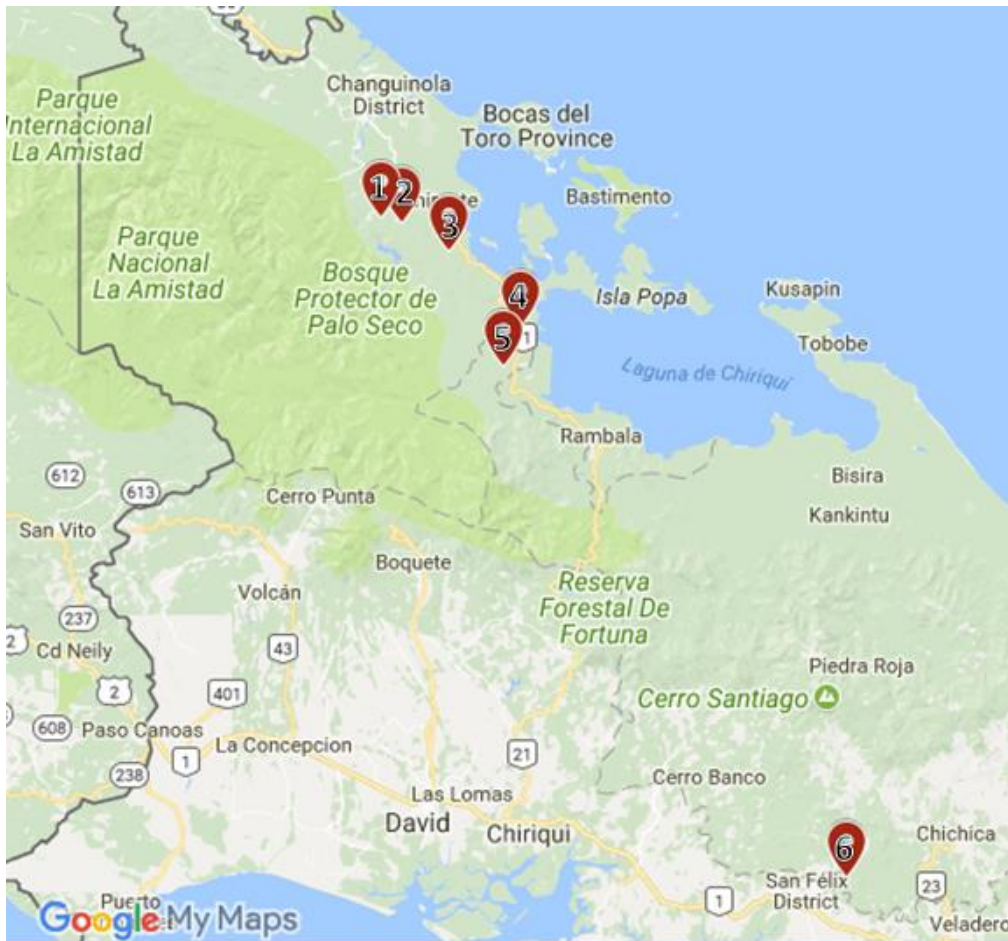 Changuinola
District
Parque
Internacional
La Amistad
Bocas del
Toro Province
1
2
Bastimento
3
Parque
Nacional
La Amistad
Bosque
Protector de
Palo Seco
4
Isla Popa
Kusapin
5
1
Tobobe
Laguna de Chiriquí
Rambala
612
613
Bisira
Cerro Punta
San Vito
Kankintu
Boquete
Reserva
Forestal De
Fortuna
Volcán
237
2
43
Cd Neily
2
401
Piedra Roja
Cerro Santiago
608
Paso Canoas
La Concepcion
1
21
238
Cerro Banco
Las Lomas
David
Chiriqui
6
Chichica
San Félix
District
23
1
Puerto
Veladero
Google My Maps